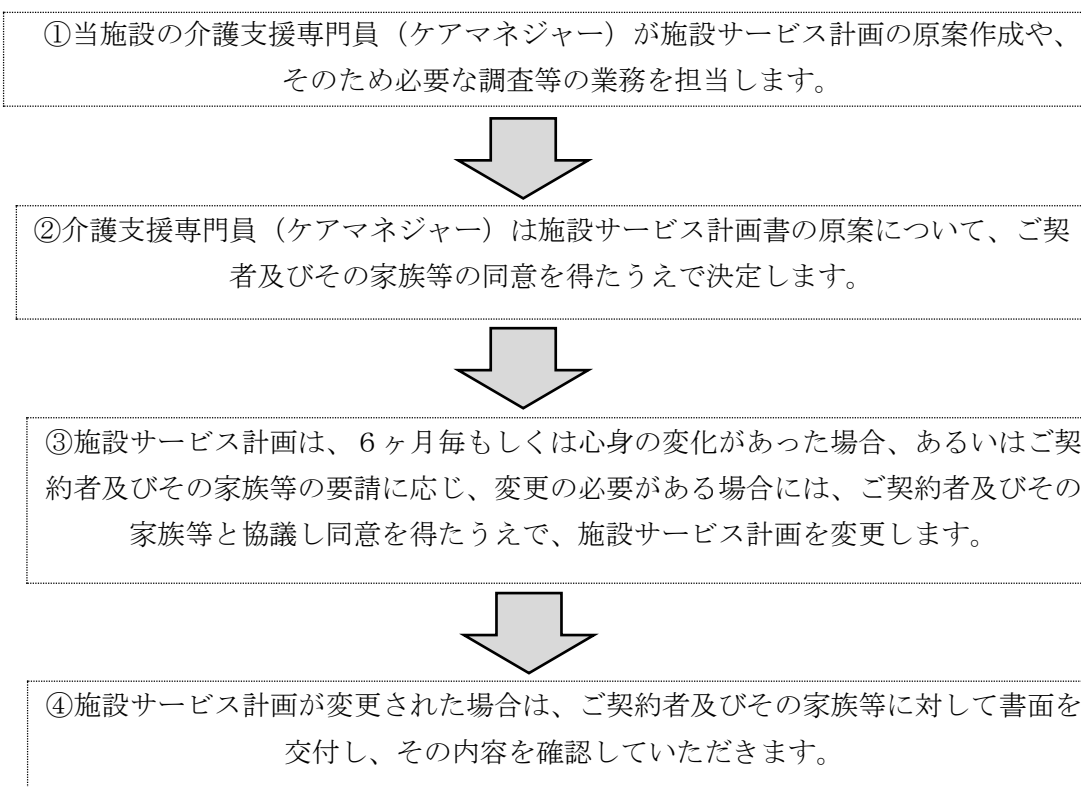 ①当施設の介護支援専門員（ケアマネジャー）が施設サービス計画の原案作成や、
そのため必要な調査等の業務を担当します。
②介護支援専門員（ケアマネジャー）は施設サービス計画書の原案について、ご契
者及びその家族等の同意を得たうえで決定します。
③施設サービス計画は、６ヶ月毎もしくは心身の変化があった場合、あるいはご契
約者及びその家族等の要請に応じ、変更の必要がある場合には、ご契約者及びその
家族等と協議し同意を得たうえで、施設サービス計画を変更します。
④施設サービス計画が変更された場合は、ご契約者及びその家族等に対して書面を
交付し、その内容を確認していただきます。